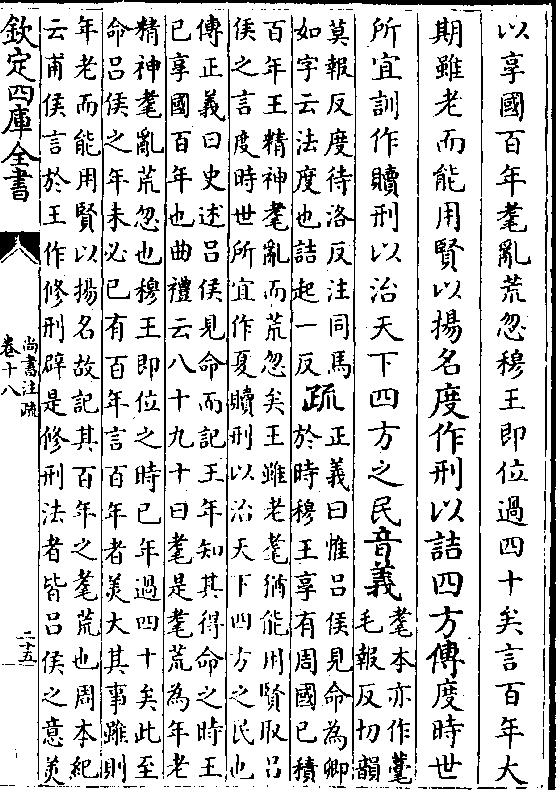 以享國百年耄亂荒忽穆王即位過四十矣言百年大
期雖老而能用賢以揚名度作刑以詰四方傳度時世
所宜訓作贖刑以治天下四方之民音義耄本亦作薹
毛報反切韻
莫報反度待洛反注同馬
如字云法度也詰起一反疏正義曰惟吕侯見命為卿
於時穆王享有周國已積
百年王精神耄亂而荒忽矣王雖老耄猶能用賢取吕
侯之言度時世所宜作夏贖刑以治天下四方之民也
傳正義曰史述吕侯見命而記王年知其得命之時王
已享國百年也曲禮云八十九十曰耄是耄荒為年老
精神耄亂荒忽也穆王即位之時已年過四十矣此至
命吕侯之年未必已有百年言百年者美大其事雖則
年老而能用賢以揚名故記其百年之耄荒也周本紀
云甫侯言於王作修刑辟是修刑法者皆吕侯之意美
欽定四庫全書
尚書注疏
卷十八
二十五